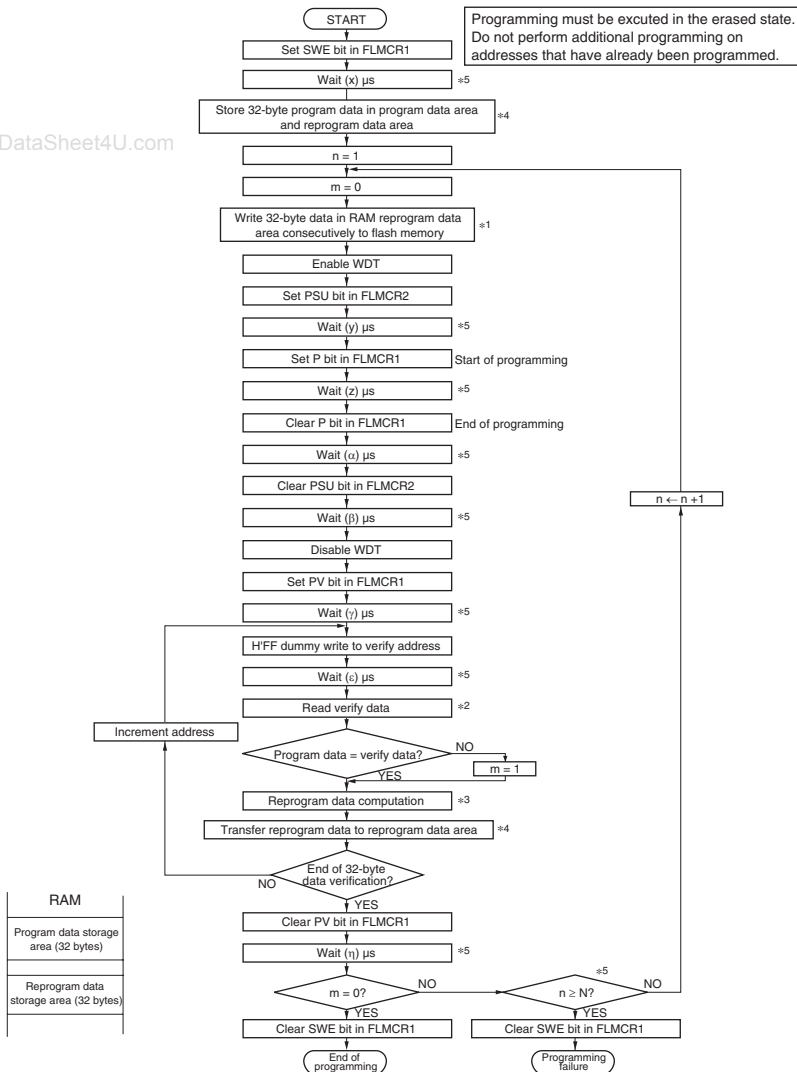 START
Programming must be excuted in the erased state.
Do not perform additional programming on
addresses that have already been programmed.
Set SWE bit in FLMCR1
Wait (x) µs
*5
Store 32-byte program data in program data area
and reprogram data area
*4
DataSheet4U.com
n = 1
m = 0
Write 32-byte data in RAM reprogram data
area consecutively to flash memory
*1
Enable WDT
Set PSU bit in FLMCR2
Wait (y) µs
*5
Set P bit in FLMCR1
Start of programming
Wait (z) µs
*5
Clear P bit in FLMCR1
End of programming
Wait (α) µs
*5
Clear PSU bit in FLMCR2
n ← n +1
Wait (β) µs
*5
Disable WDT
Set PV bit in FLMCR1
Wait (γ) µs
*5
H'FF dummy write to verify address
Wait (ε) µs
*5
Read verify data
*2
Increment address
Program data = verify data?
NO
m = 1
YES
Reprogram data computation
*3
Transfer reprogram data to reprogram data area
*4
End of 32-byte
data verification?
NO
YES
RAM
Program data storage
area (32 bytes)
Reprogram data
storage area (32 bytes)
Clear PV bit in FLMCR1
Wait (η) µs
*5
m = 0?
NO
*5
n ≥ N?
NO
YES
YES
Clear SWE bit in FLMCR1
Clear SWE bit in FLMCR1
End of
programming
Programming
failure